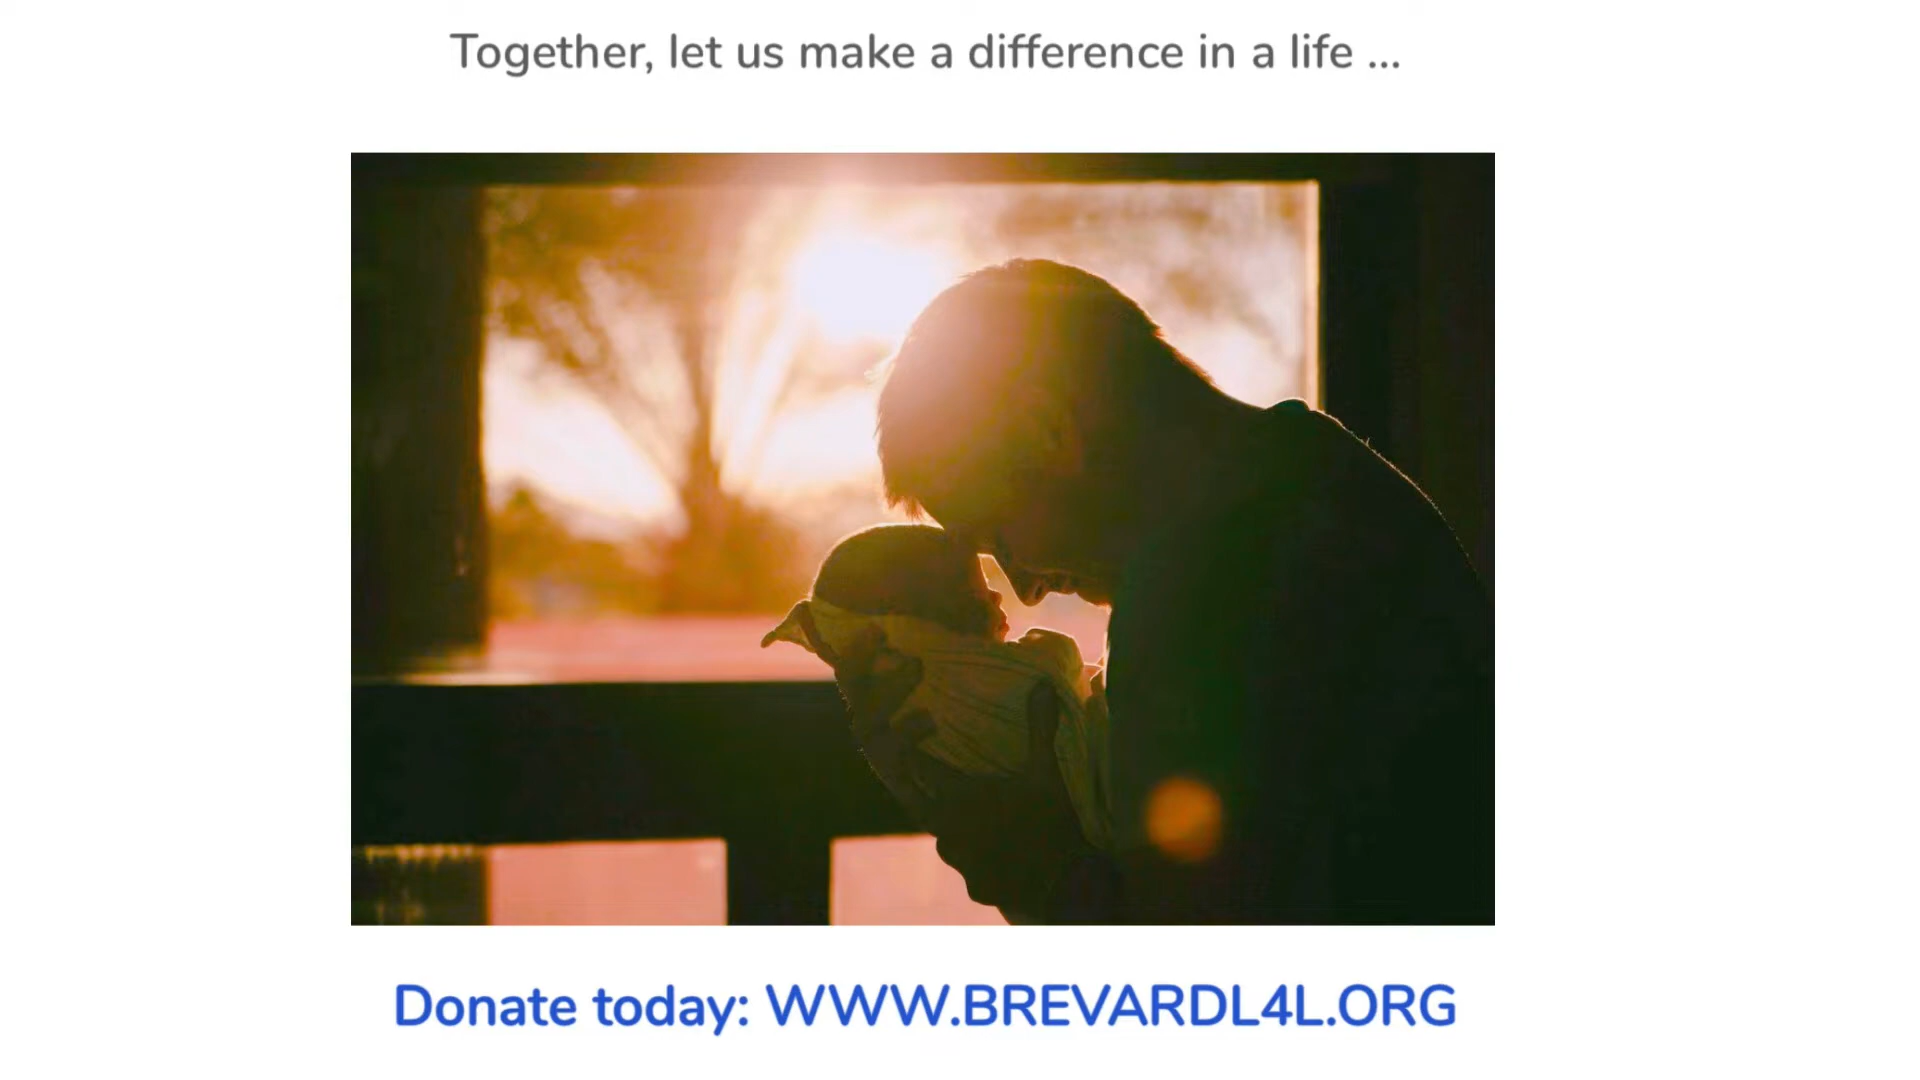 Together, let us make a difference in a life ...
Donate today: WWW.BREVARDL4L.ORG